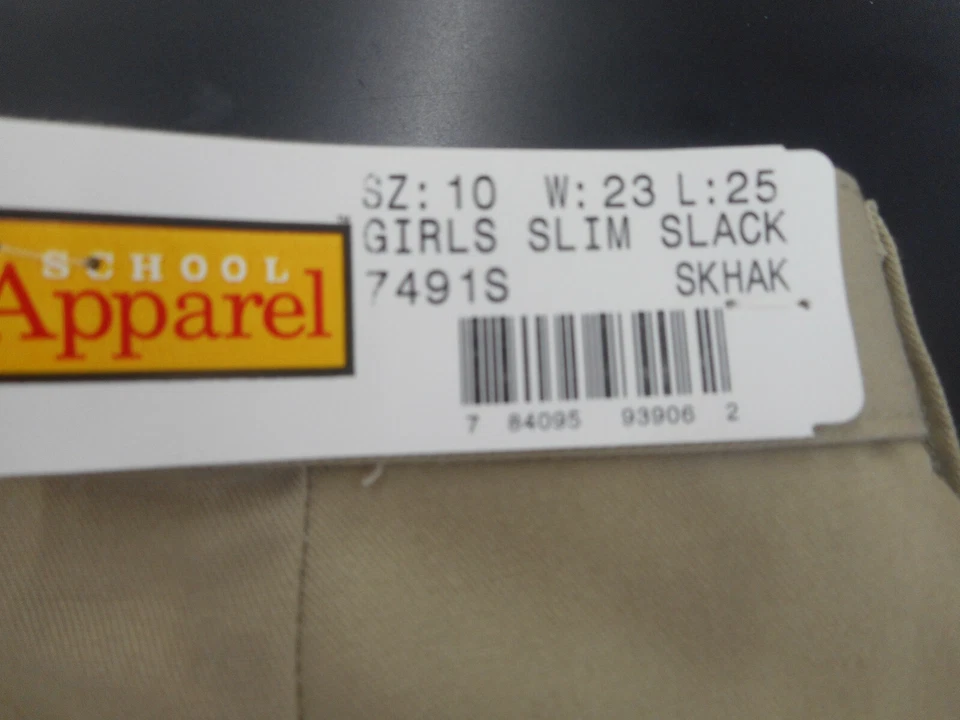 SZ: 10 W: 23 L: 25
GIRLS SLIM SLACK
7491S SKHAK
SCHOOL
Apparel
7 84095 93906 2